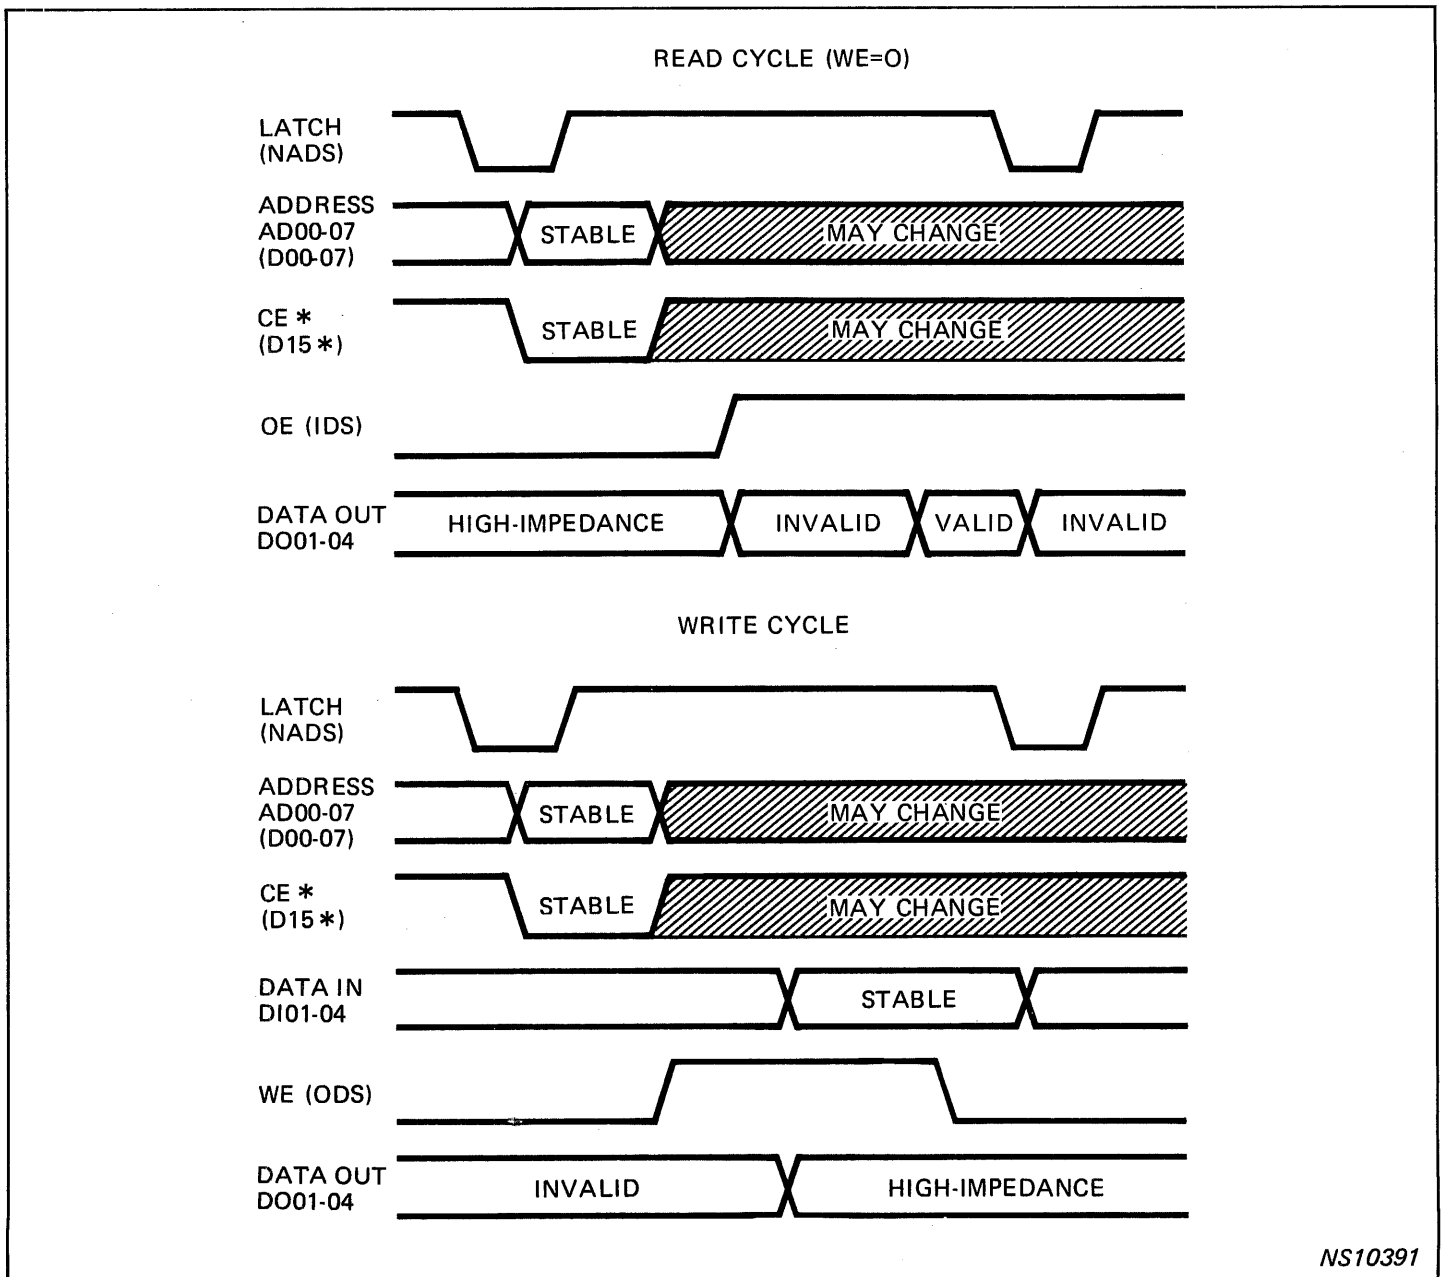 READ CYCLE (WE=O)
LATCH
(NADS)
ADDRESS
AD00-07
(D00-07)
STABLE
MAY CHANGE
CE *
(D15 *)
STABLE
MAY CHANGE
OE (IDS)
DATA OUT
DO01-04
HIGH-IMPEDANCE
INVALID
VALID
INVALID
WRITE CYCLE
LATCH
(NADS)
ADDRESS
AD00-07
(D00-07)
STABLE
MAY CHANGE
CE *
(D15 *)
STABLE
MAY CHANGE
DATA IN
DI01-04
STABLE
WE (ODS)
DATA OUT
DO01-04
INVALID
HIGH-IMPEDANCE
NS10391